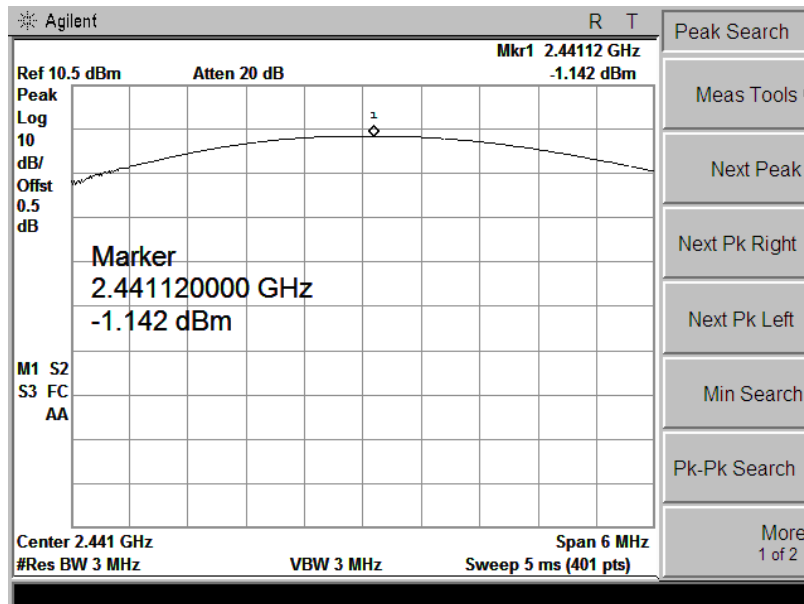 Agilent R T
Mkr1 2.44112 GHz
Ref 10.5 dBm Atten 20 dB -1.142 dBm
Peak
Log
10
dB/
Offst
0.5
dB
1
Marker
2.441120000 GHz
-1.142 dBm
M1 S2
S3 FC
AA
Center 2.441 GHz Span 6 MHz
#Res BW 3 MHz VBW 3 MHz Sweep 5 ms (401 pts)
Peak Search
Meas Tools
Next Peak
Next Pk Right
Next Pk Left
Min Search
Pk-Pk Search
More
1 of 2